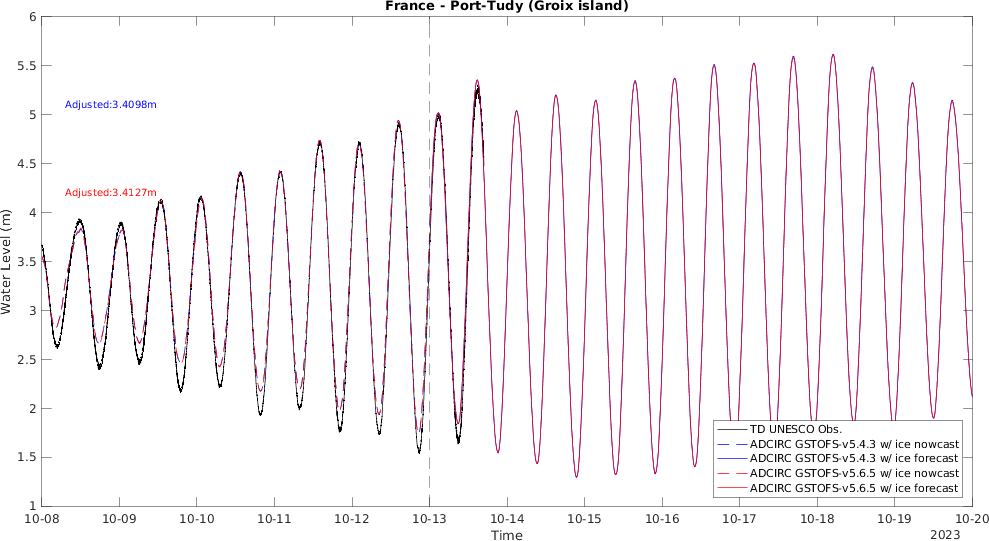 France - Port-Tudy (Groix island)
6
5.5
5
4.5
4
3.5
3
2.5
2
1.5
1
Water Level (m)
Adjusted:3.4098m
Adjusted:3.4127m
TD UNESCO Obs.
ADCIRC GSTOFS-v5.4.3 w/ ice nowcast
ADCIRC GSTOFS-v5.4.3 w/ ice forecast
ADCIRC GSTOFS-v5.6.5 w/ ice nowcast
ADCIRC GSTOFS-v5.6.5 w/ ice forecast
10-08 10-09 10-10 10-11 10-12 10-13 10-14 10-15 10-16 10-17 10-18 10-19 10-20
Time
2023